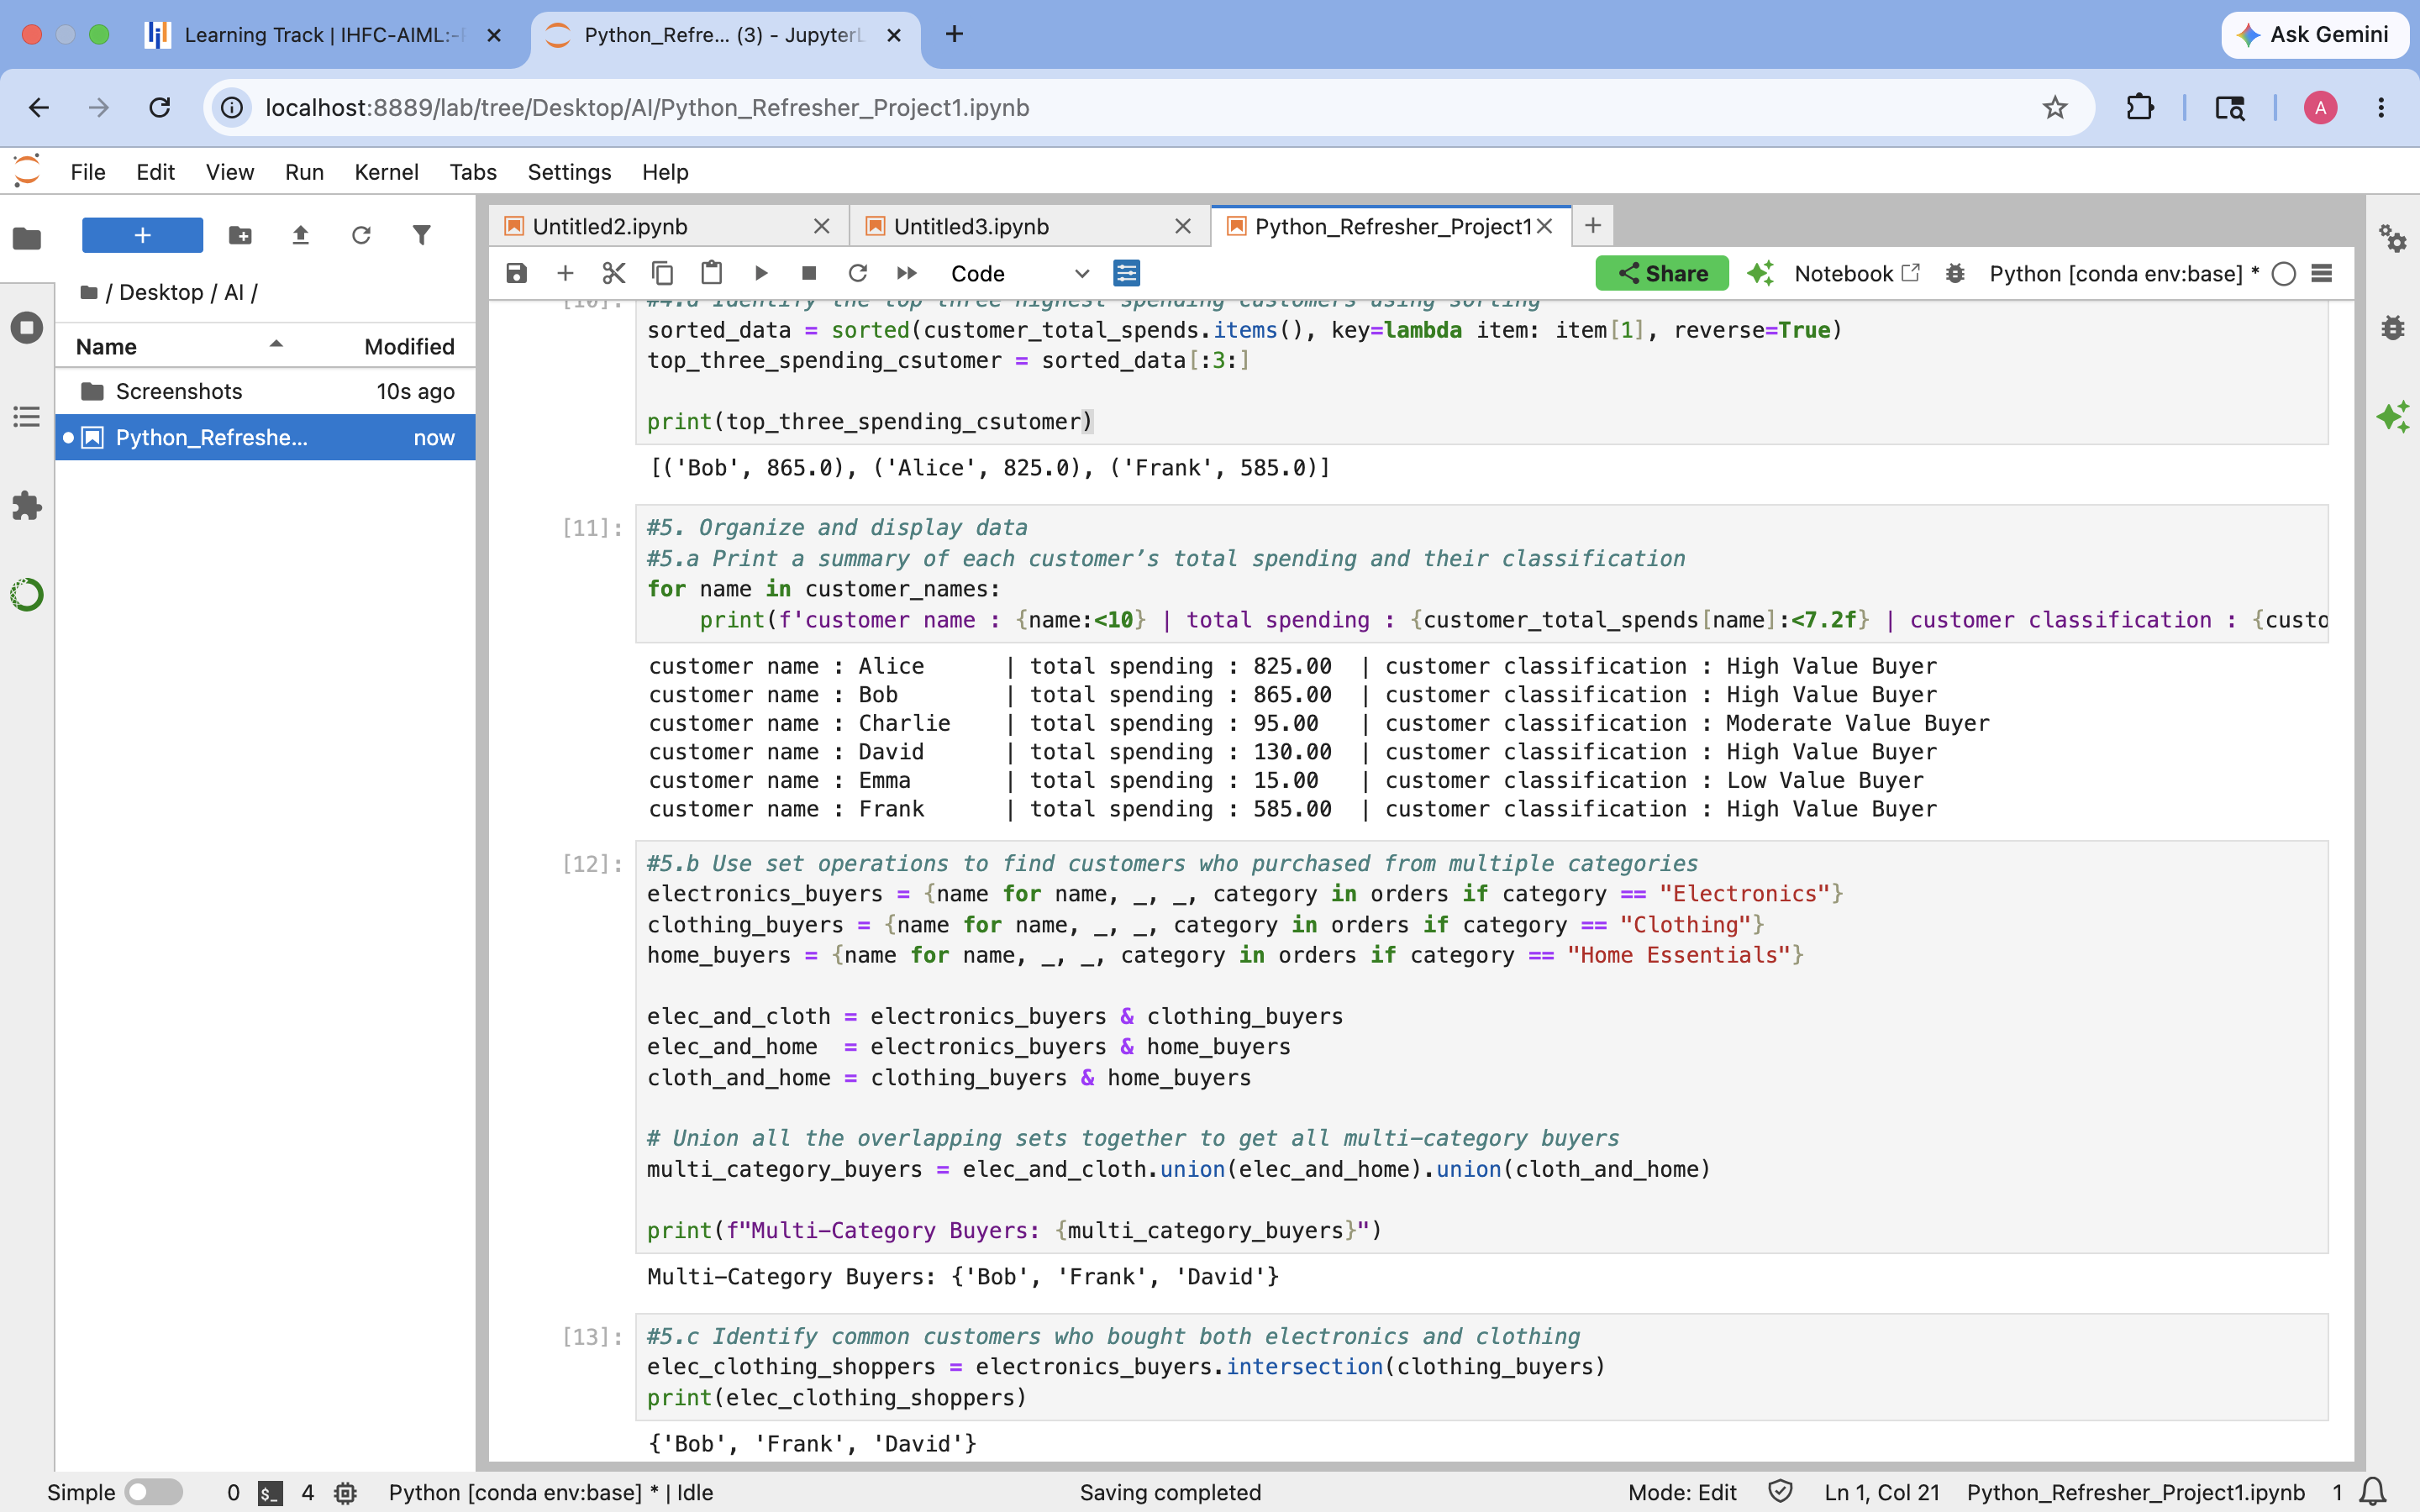 Learning Track | IHFC-AIML:-
Python_Refre... (3) - Jupyter
Ask Gemini
localhost:8889/lab/tree/Desktop/AI/Python_Refresher_Project1.ipynb
A
File Edit View Run Kernel Tabs Settings Help
Untitled2.ipynb
Untitled3.ipynb
Python_Refresher_Project1
Code
Share
Notebook
Python [conda env:base] *
/ Desktop / AI /
Name Modified
Screenshots 10s ago
Python_Refreshe... now
[10]: #4.d Identify the top three highest spending customers using sorting
sorted_data = sorted(customer_total_spends.items(), key=lambda item: item[1], reverse=True)
top_three_spending_csutomer = sorted_data[:3:]
print(top_three_spending_csutomer)
[('Bob', 865.0), ('Alice', 825.0), ('Frank', 585.0)]
[11]: #5. Organize and display data
#5.a Print a summary of each customer’s total spending and their classification
for name in customer_names:
print(f'customer name : {name:<10} | total spending : {customer_total_spends[name]:<7.2f} | customer classification : {custo
customer name : Alice | total spending : 825.00 | customer classification : High Value Buyer
customer name : Bob | total spending : 865.00 | customer classification : High Value Buyer
customer name : Charlie | total spending : 95.00 | customer classification : Moderate Value Buyer
customer name : David | total spending : 130.00 | customer classification : High Value Buyer
customer name : Emma | total spending : 15.00 | customer classification : Low Value Buyer
customer name : Frank | total spending : 585.00 | customer classification : High Value Buyer
[12]: #5.b Use set operations to find customers who purchased from multiple categories
electronics_buyers = {name for name, _, _, category in orders if category == "Electronics"}
clothing_buyers = {name for name, _, _, category in orders if category == "Clothing"}
home_buyers = {name for name, _, _, category in orders if category == "Home Essentials"}
elec_and_cloth = electronics_buyers & clothing_buyers
elec_and_home = electronics_buyers & home_buyers
cloth_and_home = clothing_buyers & home_buyers
# Union all the overlapping sets together to get all multi-category buyers
multi_category_buyers = elec_and_cloth.union(elec_and_home).union(cloth_and_home)
print(f"Multi-Category Buyers: {multi_category_buyers}")
Multi-Category Buyers: {'Bob', 'Frank', 'David'}
[13]: #5.c Identify common customers who bought both electronics and clothing
elec_clothing_shoppers = electronics_buyers.intersection(clothing_buyers)
print(elec_clothing_shoppers)
{'Bob', 'Frank', 'David'}
Simple 0 $_ 4 Python [conda env:base] * | Idle Saving completed Mode: Edit Ln 1, Col 21 Python_Refresher_Project1.ipynb 1